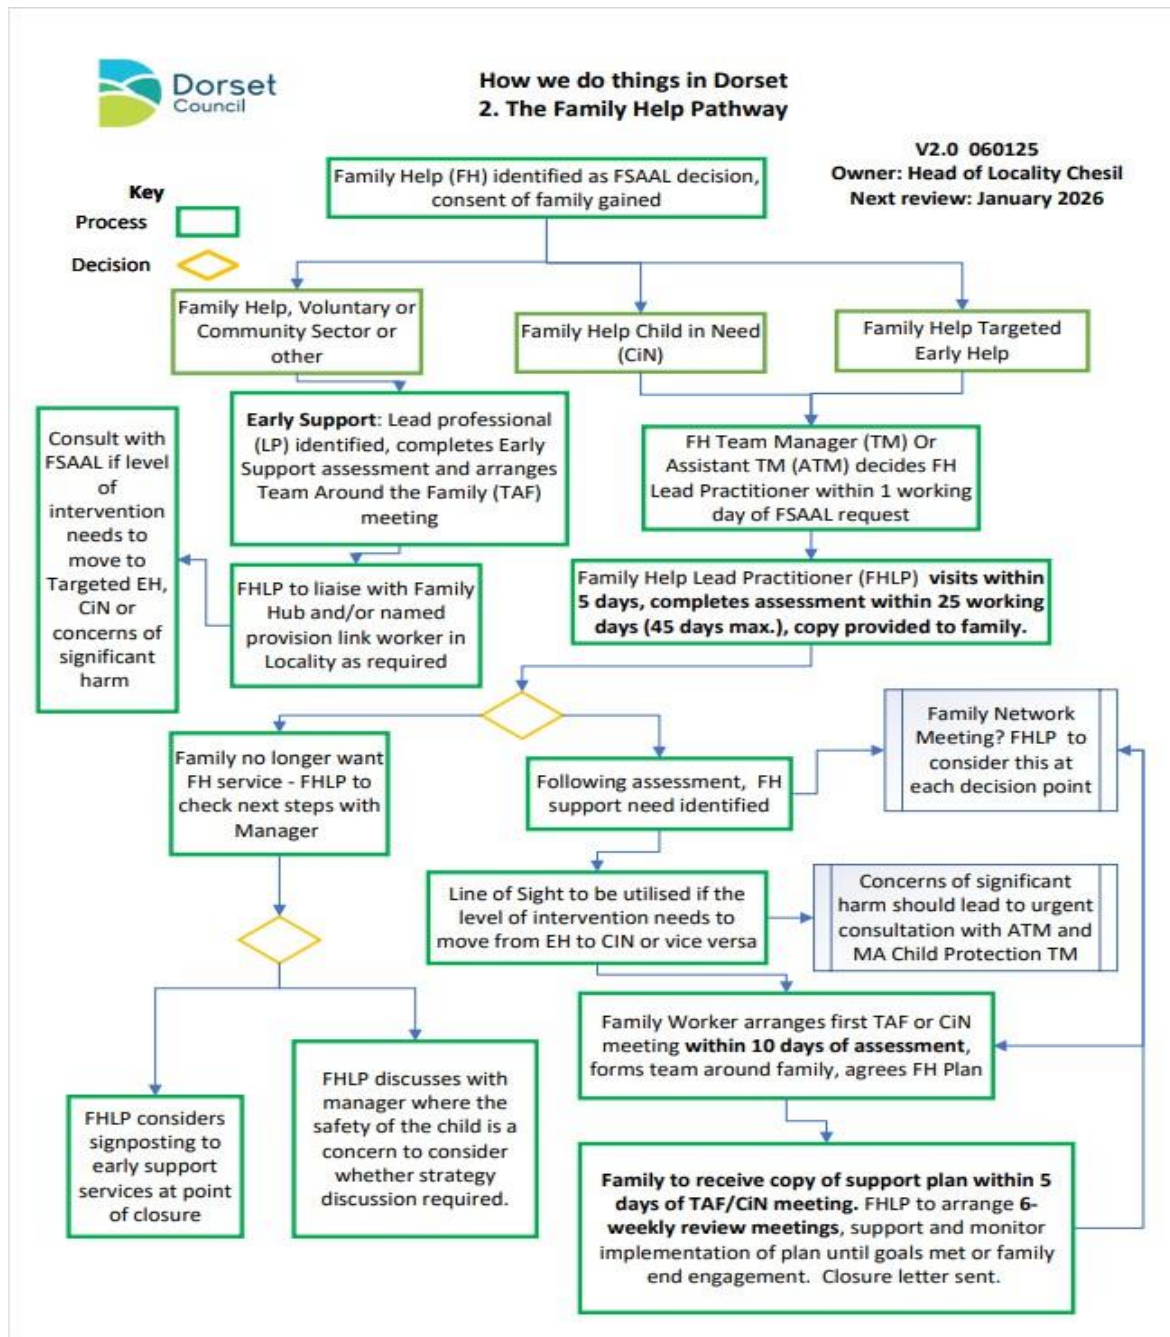 Dorset
Council
How we do things in Dorset
2. The Family Help Pathway
V2.0 060125
Owner: Head of Locality Chesil
Next review: January 2026
Key
Process
Decision
Family Help (FH) identified as FSAAL decision,
consent of family gained
Family Help, Voluntary or
Community Sector or
other
Family Help Child in Need
(CiN)
Family Help Targeted
Early Help
Early Support: Lead professional
(LP) identified, completes Early
Support assessment and arranges
Team Around the Family (TAF)
meeting
FH Team Manager (TM) Or
Assistant TM (ATM) decides FH
Lead Practitioner within 1 working
day of FSAAL request
Consult with
FSAAL if level
of
intervention
needs to
move to
Targeted EH,
CiN or
concerns of
significant
harm
FHLP to liaise with Family
Hub and/or named
provision link worker in
Locality as required
Family Help Lead Practitioner (FHLP) visits within
5 days, completes assessment within 25 working
days (45 days max.), copy provided to family.
Family no longer want
FH service - FHLP to
check next steps with
Manager
Following assessment, FH
support need identified
Family Network
Meeting? FHLP to
consider this at
each decision point
Line of Sight to be utilised if the
level of intervention needs to
move from EH to CIN or vice versa
Concerns of significant
harm should lead to urgent
consultation with ATM and
MA Child Protection TM
Family Worker arranges first TAF or CiN
meeting within 10 days of assessment,
forms team around family, agrees FH Plan
FHLP considers
signposting to
early support
services at point
of closure
FHLP discusses with
manager where the
safety of the child is a
concern to consider
whether strategy
discussion required.
Family to receive copy of support plan within 5
days of TAF/CiN meeting. FHLP to arrange 6-
weekly review meetings, support and monitor
implementation of plan until goals met or family
end engagement. Closure letter sent.